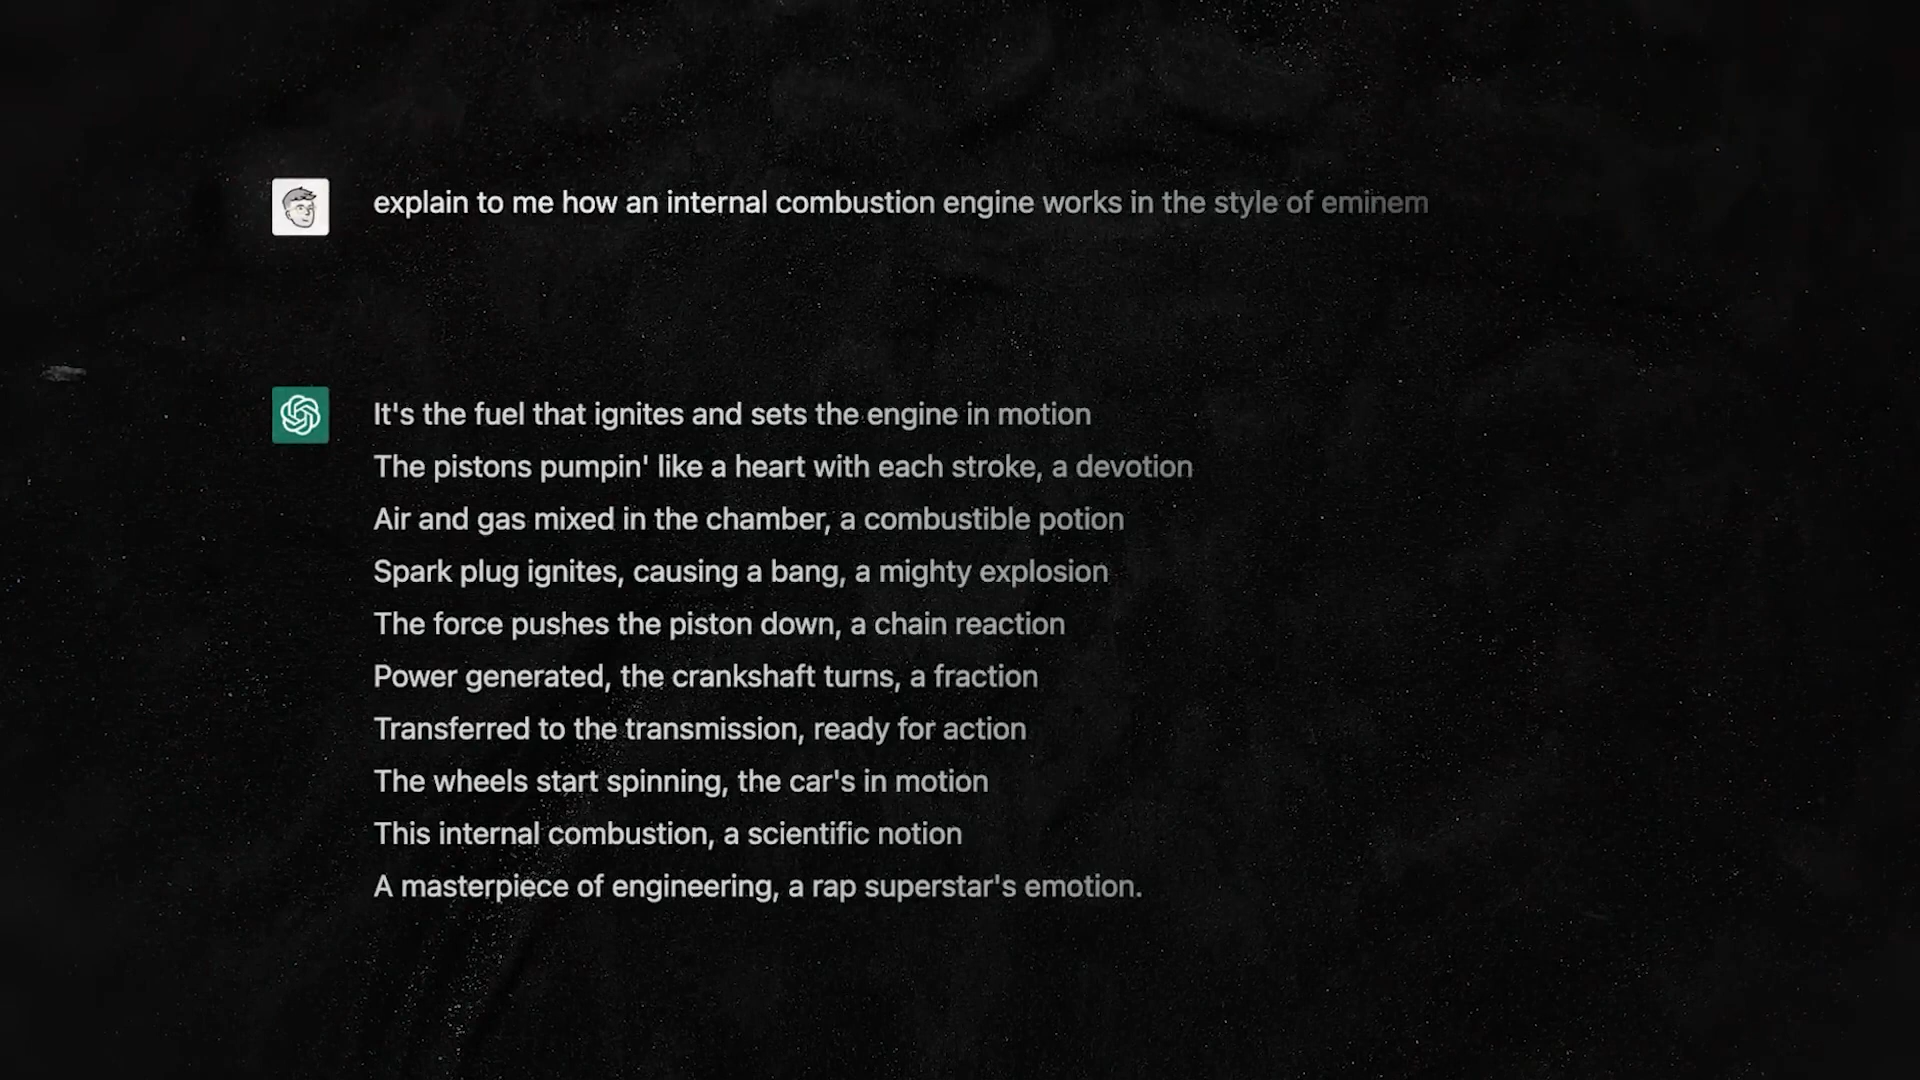 explain to me how an internal combustion engine works in the style of eminem
It's the fuel that ignites and sets the engine in motion
The pistons pumpin' like a heart with each stroke, a devotion
Air and gas mixed in the chamber, a combustible potion
Spark plug ignites, causing a bang, a mighty explosion
The force pushes the piston down, a chain reaction
Power generated, the crankshaft turns, a fraction
Transferred to the transmission, ready for action
The wheels start spinning, the car's in motion
This internal combustion, a scientific notion
A masterpiece of engineering, a rap superstar's emotion.